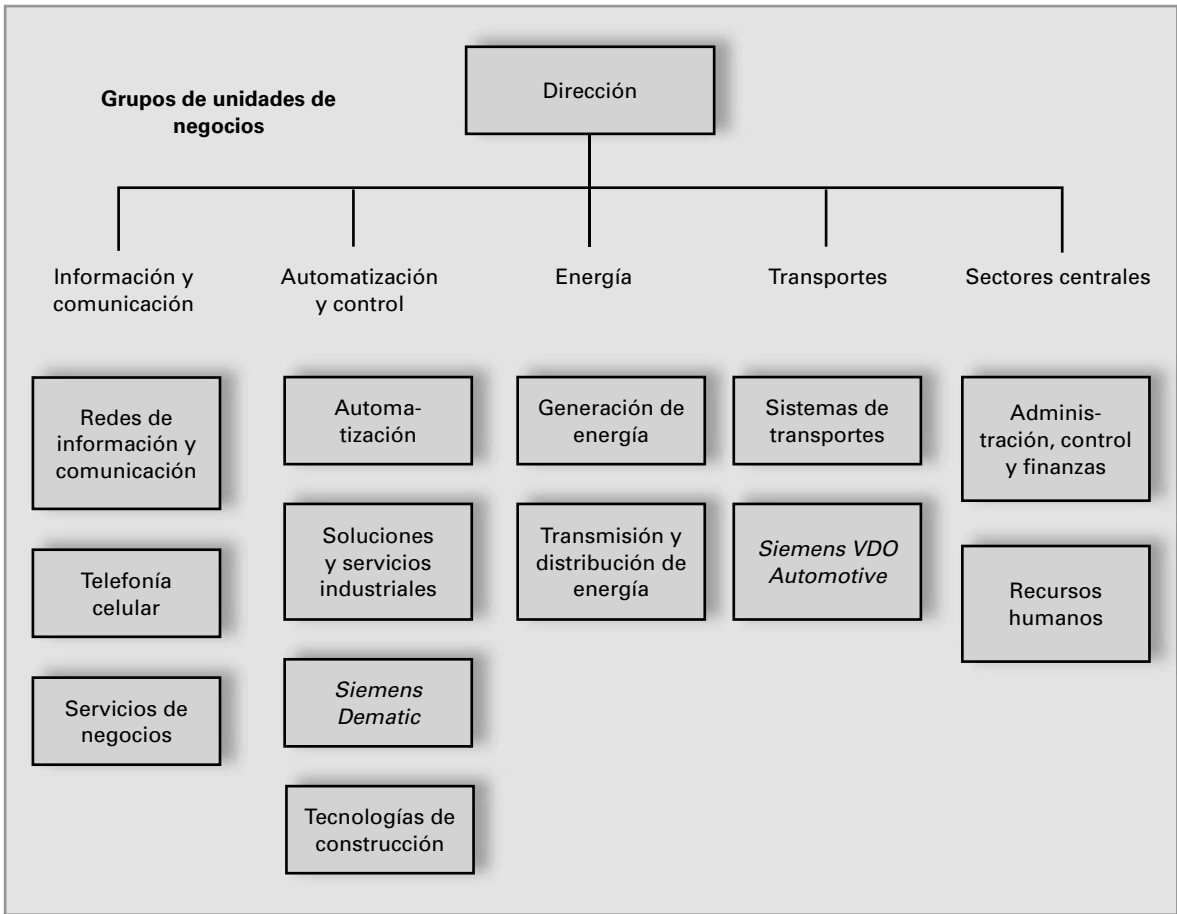 Grupos de unidades de
negocios
Dirección
Información y
comunicación
Automatización
y control
Energía
Transportes
Sectores centrales
Redes de
información y
comunicación
Telefonía
celular
Servicios de
negocios
Automa-
tización
Soluciones
y servicios
industriales
Siemens
Dematic
Tecnologías de
construcción
Generación de
energía
Transmisión y
distribución de
energía
Sistemas de
transportes
Siemens VDO
Automotive
Adminis-
tración, control
y finanzas
Recursos
humanos